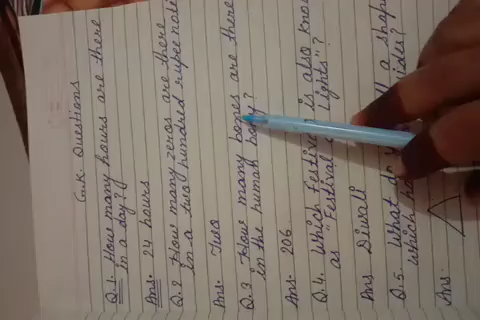 G.K. Questions
Q.1. How many hours are there
in a day?
Ans. 24 hours
Q.2 How many zeros are there
in a two hundred rupee note
Ans. Two
Q.3 How many bones are there
in the human body?
Ans. 206
Q.4. Which festival is also
as "Festival Lights"?
Ans Diwali
Q.5. What do a
which
Ans.